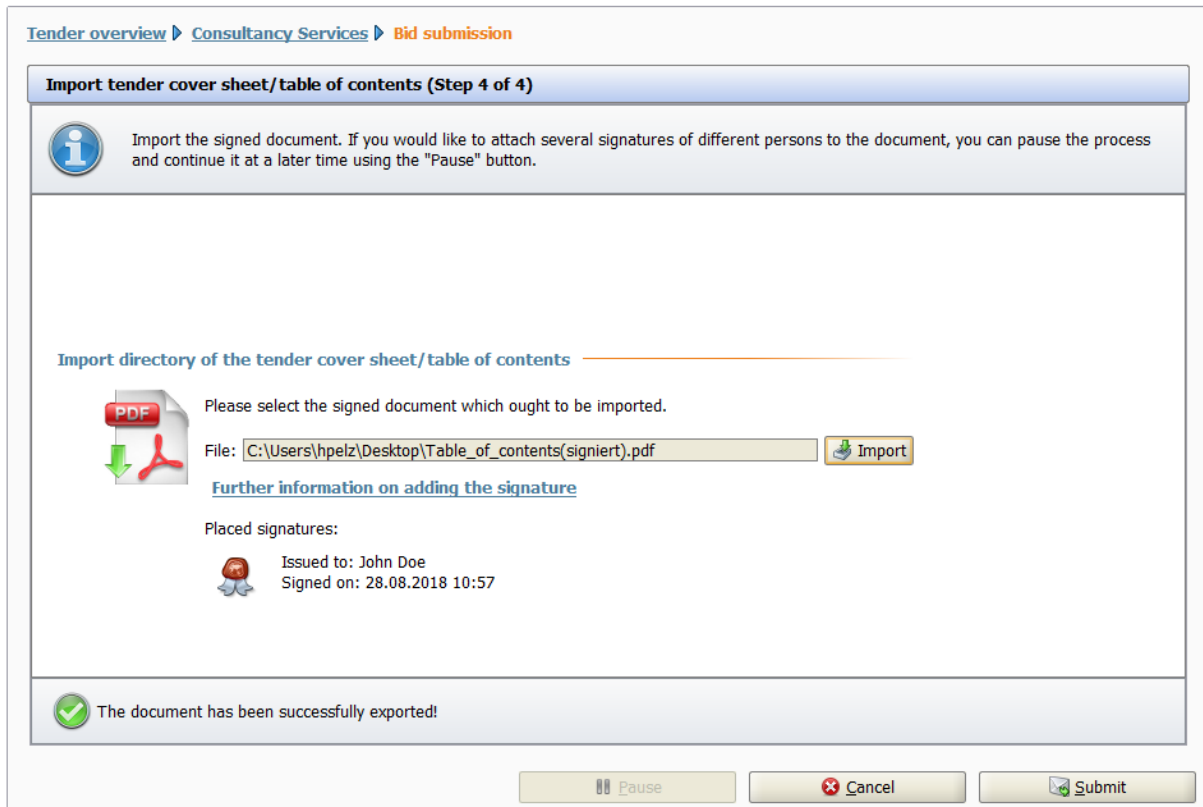 Tender overview Consultancy Services Bid submission
Import tender cover sheet/table of contents (Step 4 of 4)
Import the signed document. If you would like to attach several signatures of different persons to the document, you can pause the process
and continue it at a later time using the "Pause" button.
Import directory of the tender cover sheet/table of contents
PDF
Please select the signed document which ought to be imported.
File: C:\Users\hpelz\Desktop\Table_of_contents(signiert).pdf Import
Further information on adding the signature
Placed signatures:
Issued to: John Doe
Signed on: 28.08.2018 10:57
The document has been successfully exported!
Pause Cancel Submit